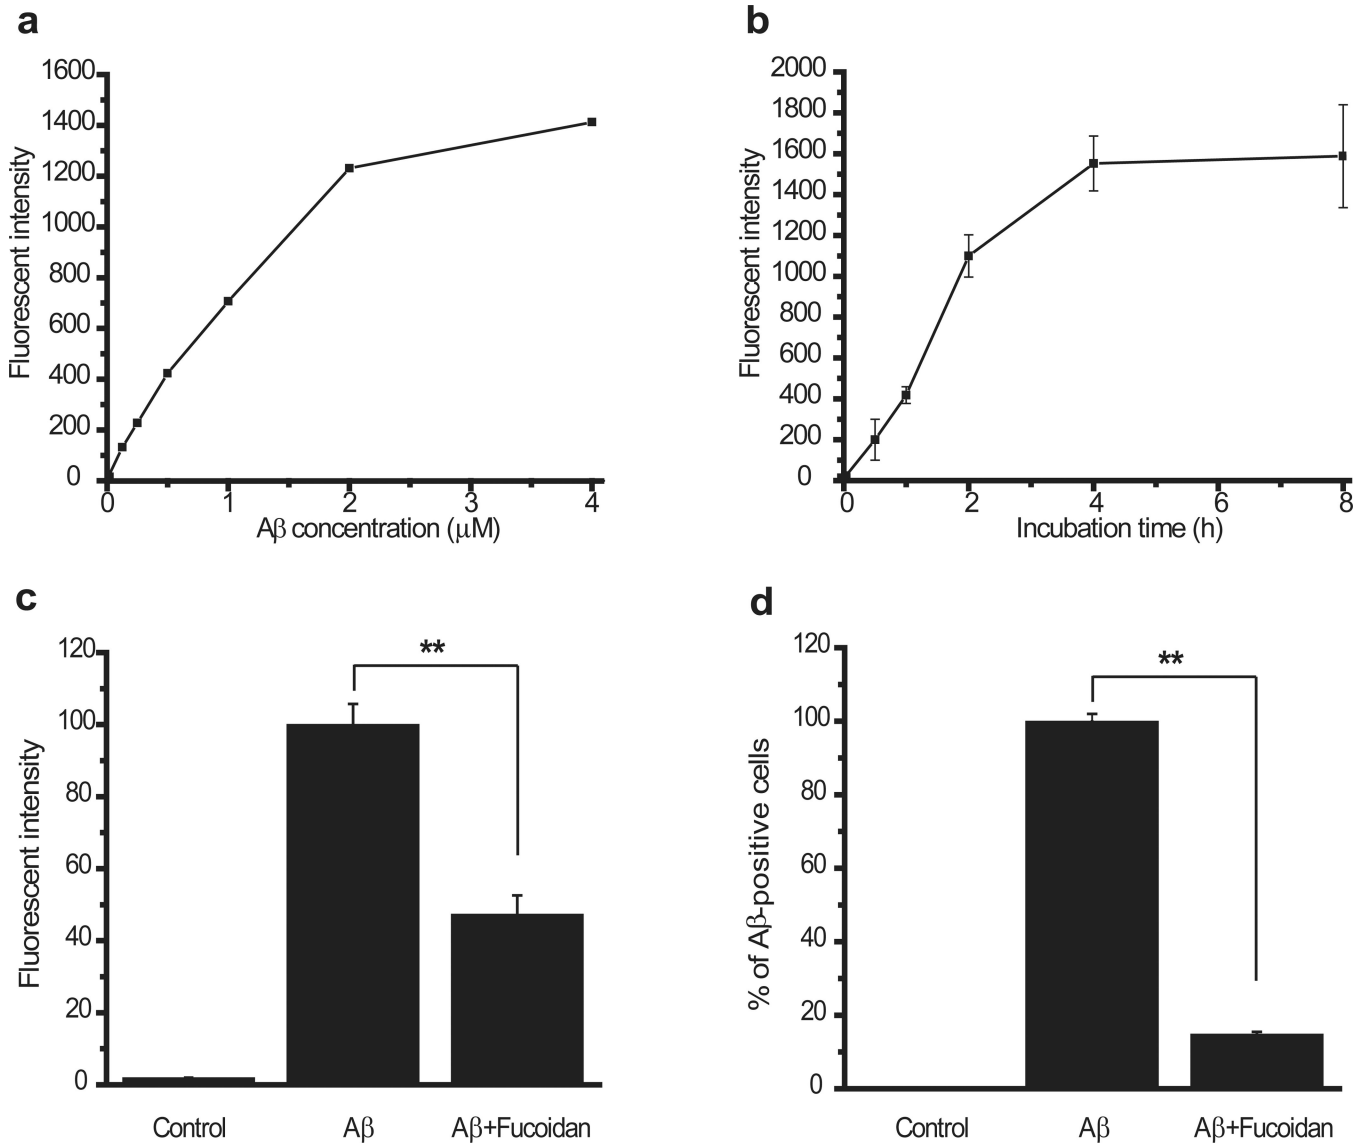 a
1600
1400
1200
1000
800
600
400
200
0
Fluorescent intensity
0 1 2 3 4
Aβ concentration (μM)
b
2000
1800
1600
1400
1200
1000
800
600
400
200
0
Fluorescent intensity
0 2 4 6 8
Incubation time (h)
c
120
100
80
60
40
20
0
Fluorescent intensity
**
Control Aβ Aβ+Fucoidan
d
120
100
80
60
40
20
0
% of Aβ-positive cells
**
Control Aβ Aβ+Fucoidan